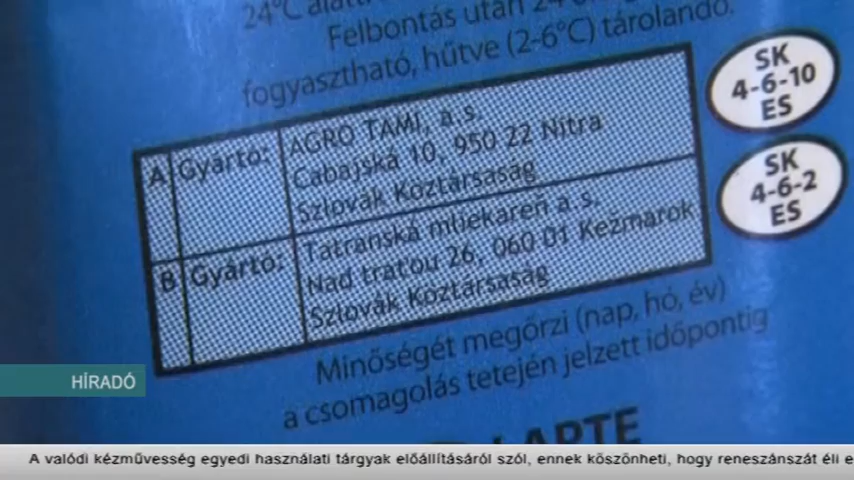 24°C alatti
Felbontás után 24
fogyasztható, hűtve (2-6°C) tárolandó.
A Gyártó: AGRO TAMI, a.s.
Cabajská 10, 950 22 Nitra
Szlovák Köztársaság
B Gyártó: Tatranská mliekareň a.s.
Nad traťou 26, 060 01 Kežmarok
Szlovák Köztársaság
SK
4-6-10
ES
SK
4-6-2
ES
Minőségét megőrzi (nap, hó, év)
a csomagolás tetején jelzett időpontig
LAPTE
HÍRADÓ
A valódi kézművesség egyedi használati tárgyak előállításáról szól, ennek köszönheti, hogy reneszánszát éli e